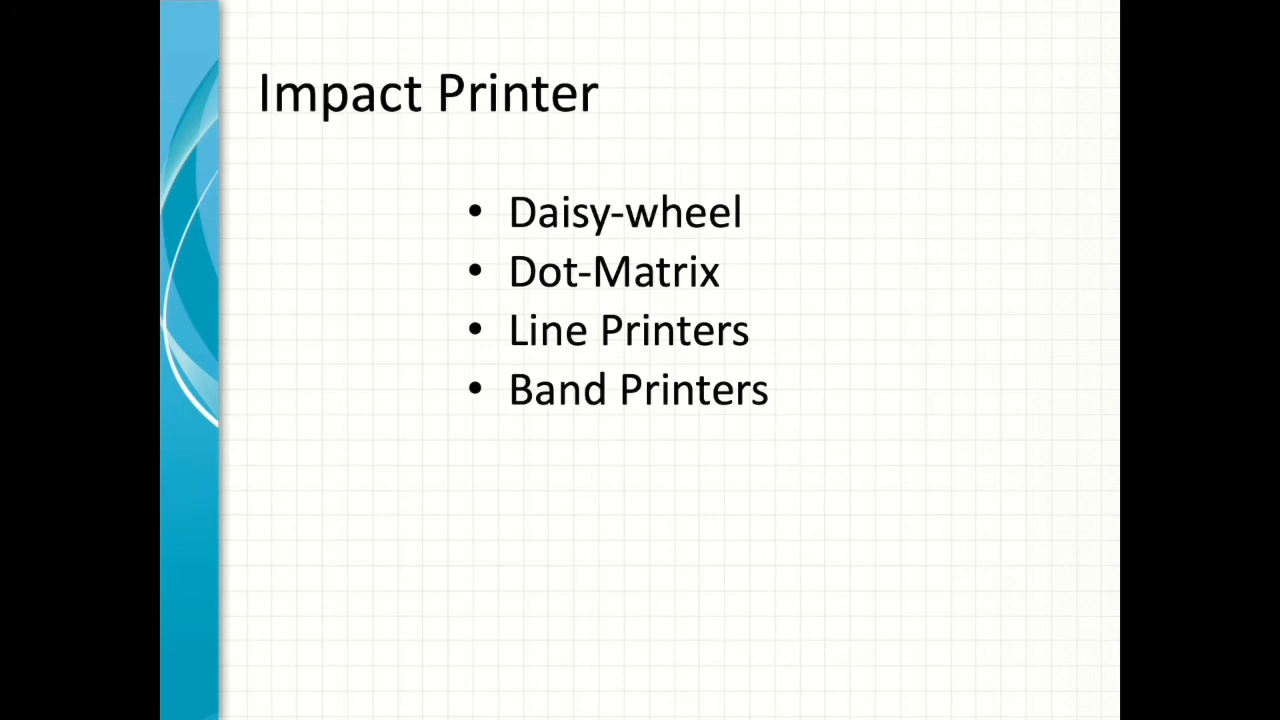 Impact Printer
• Daisy-wheel
• Dot-Matrix
• Line Printers
• Band Printers